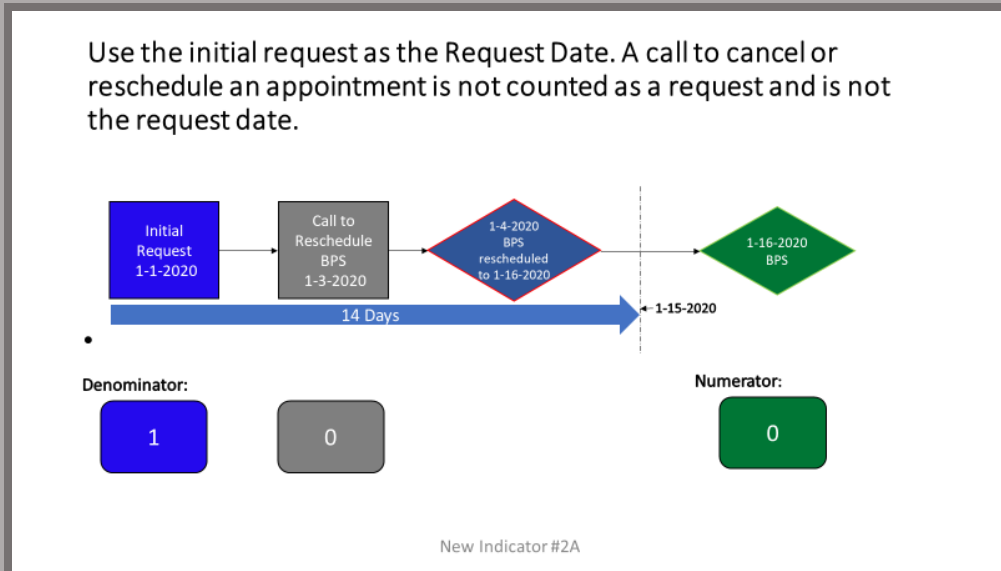 Use the initial request as the Request Date. A call to cancel or
reschedule an appointment is not counted as a request and is not
the request date.
Initial
Request
1-1-2020
Call to
Reschedule
BPS
1-3-2020
1-4-2020
BPS
rescheduled
to 1-16-2020
1-16-2020
BPS
14 Days
1-15-2020
Denominator:
Numerator:
1
0
0
New Indicator #2A